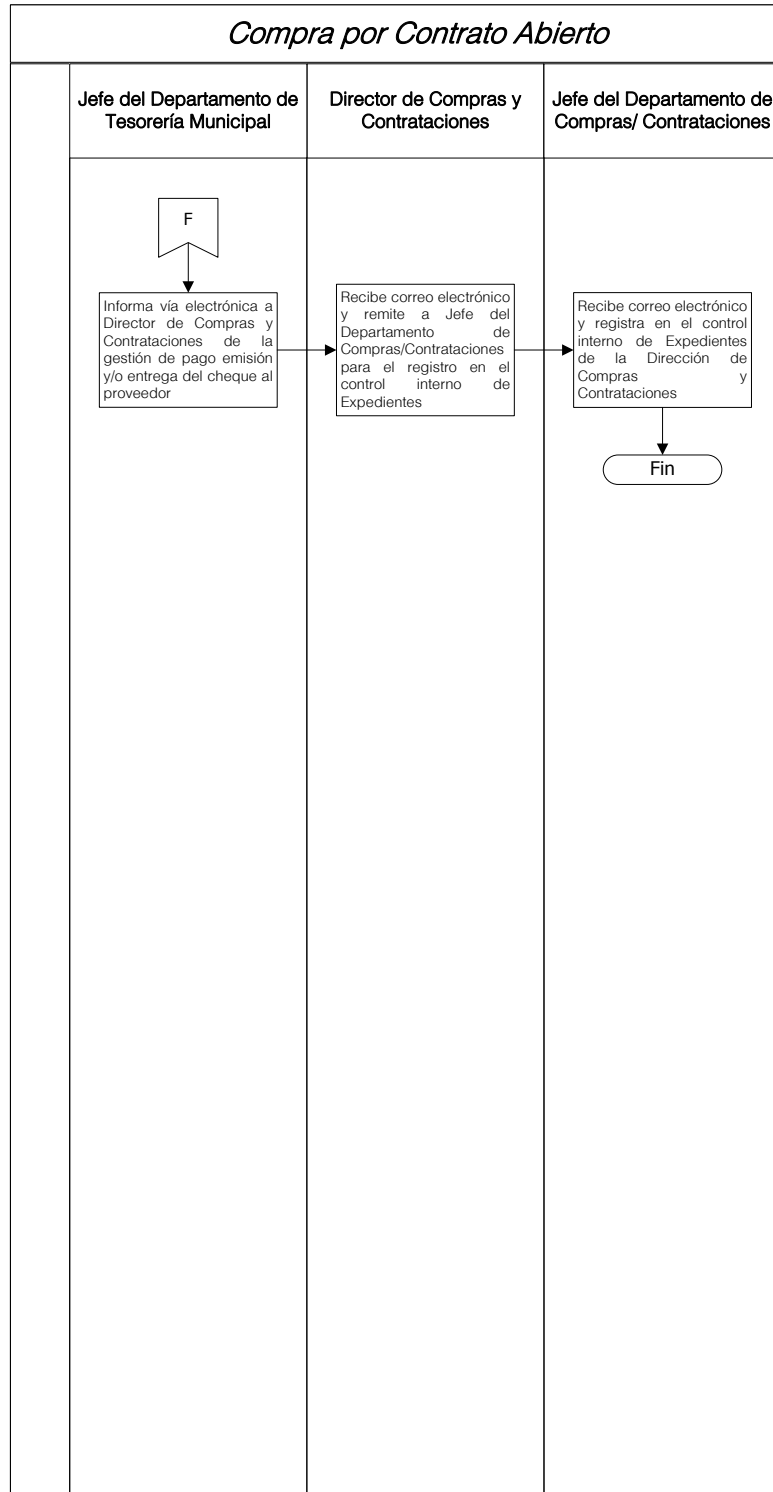 Compra por Contrato Abierto
Jefe del Departamento de
Tesorería Municipal
Director de Compras y
Contrataciones
Jefe del Departamento de
Compras/ Contrataciones
F
Informa vía electrónica a
Director de Compras y
Contrataciones de la
gestión de pago emisión
y/o entrega del cheque al
proveedor
Recibe correo electrónico
y remite a Jefe del
Departamento de
Compras/Contrataciones
para el registro en el
control interno de
Expedientes
Recibe correo electrónico
y registra en el control
interno de Expedientes
de la Dirección de
Compras y
Contrataciones
Fin